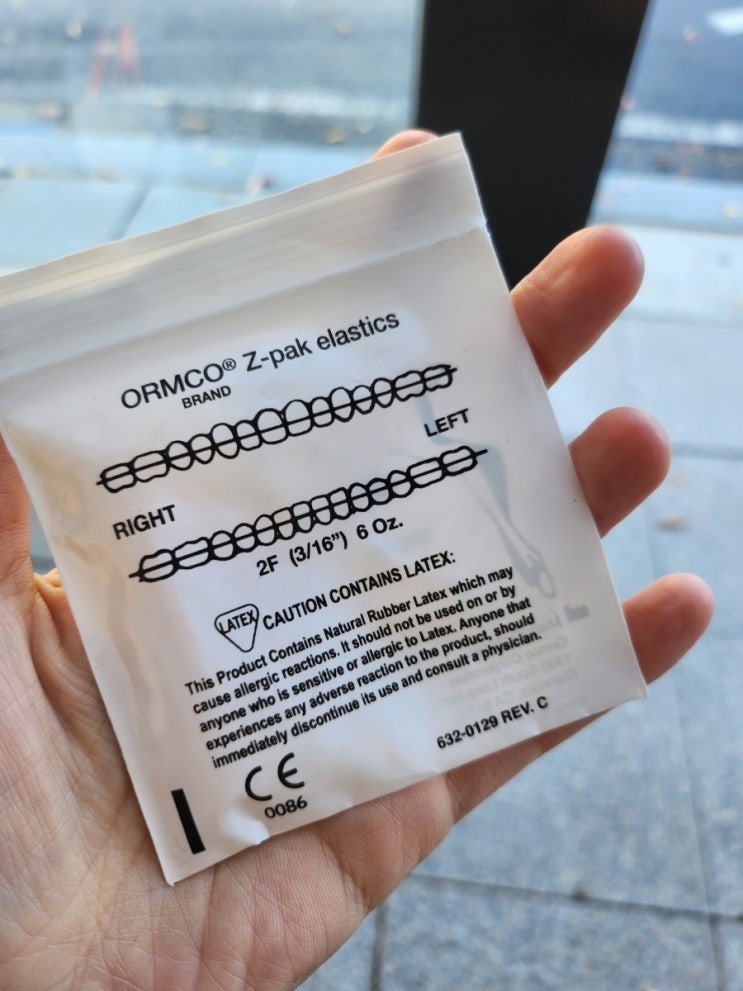 ORMCO® Z-pak elastics
BRAND
LEFT
RIGHT
2F (3/16") 6 Oz.
LATEX
CAUTION CONTAINS LATEX:
This Product Contains Natural Rubber Latex which may
cause allergic reactions. It should not be used on or by
anyone who is sensitive or allergic to Latex. Anyone that
experiences any adverse reaction to the product, should
immediately discontinue its use and consult a physician.
632-0129 REV. C
CE
0086